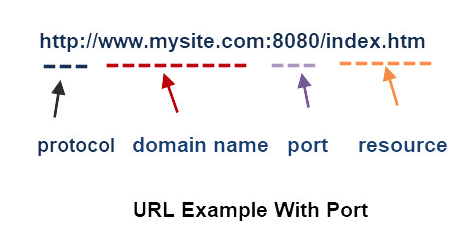 http://www.mysite.com:8080/index.htm
protocol domain name port resource
URL Example With Port